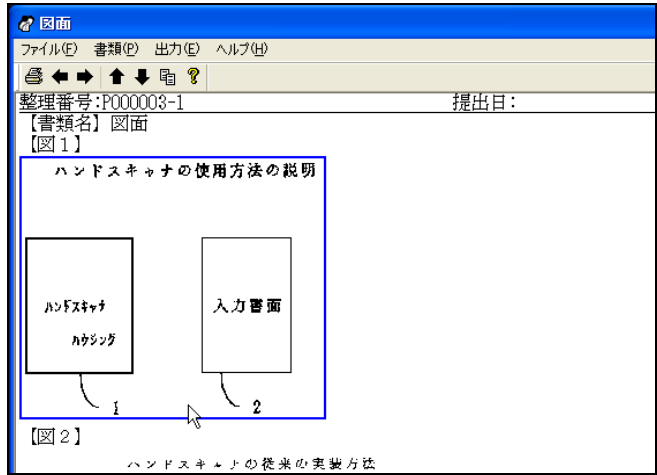 図面
ファイル(F) 書類(P) 出力(E) ヘルプ(H)
整理番号:P000003-1 提出日:
【書類名】図面
【図1】
ハンドスキャナの使用方法の説明
ハンドスキャナ
ハウジング
入力書面
1
2
【図2】
ハンドスキャナの従来の実装方法